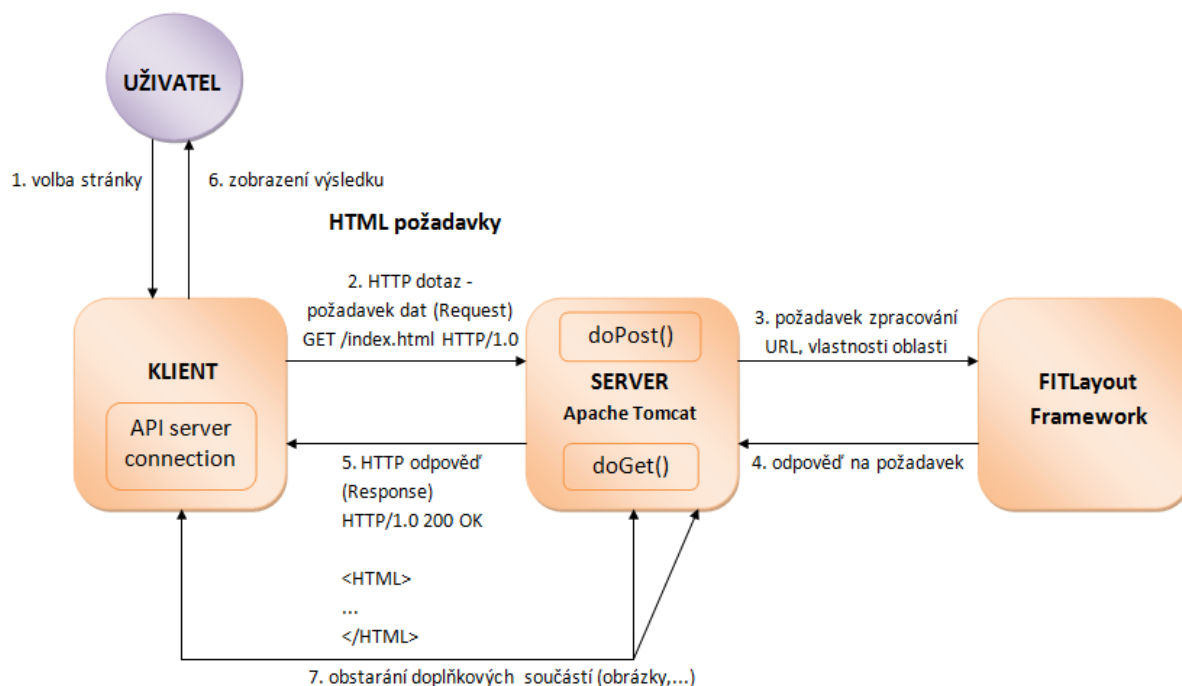 UŽIVATEL
1. volba stránky
6. zobrazení výsledku
HTML požadavky
2. HTTP dotaz -
požadavek dat (Request)
GET /index.html HTTP/1.0
KLIENT
API server
connection
doPost()
SERVER
Apache Tomcat
doGet()
3. požadavek zpracování
URL, vlastnosti oblasti
FITLayout
Framework
4. odpověď na požadavek
5. HTTP odpověď
(Response)
HTTP/1.0 200 OK
<HTML>
...
</HTML>
7. obstarání doplňkových součástí (obrázky,...)